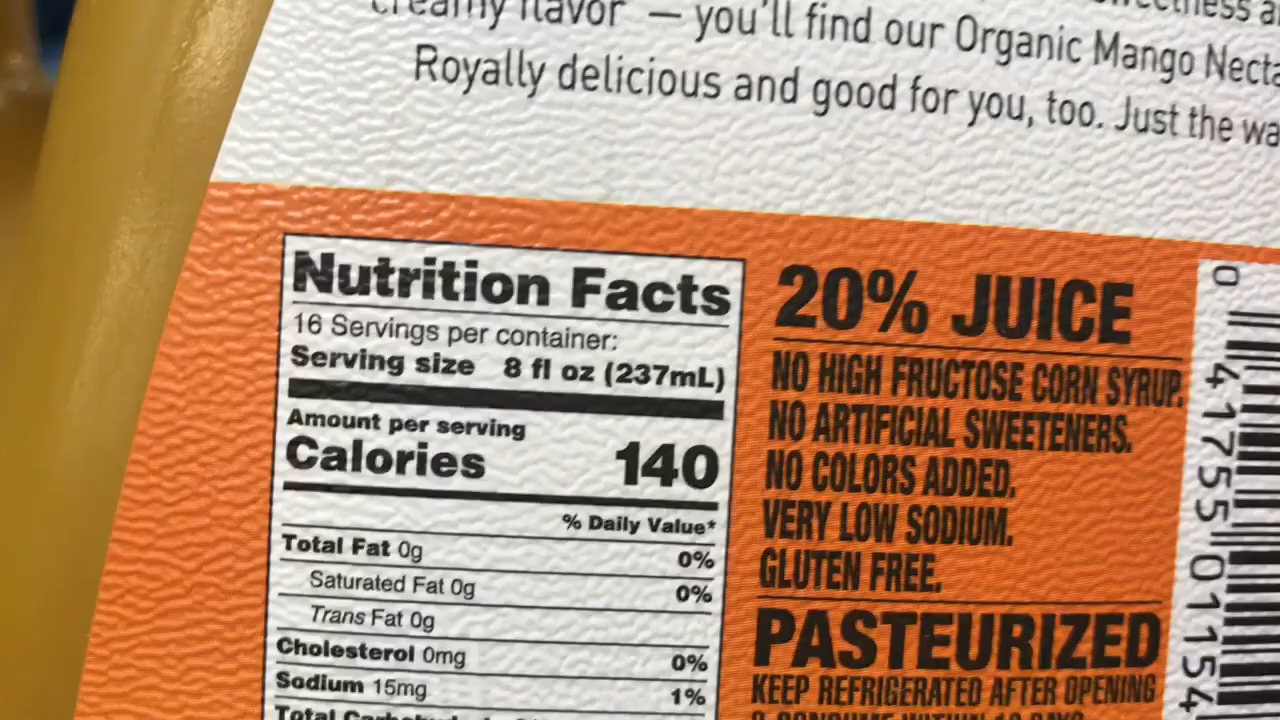 creamy flavor — you'll find our Organic Mango
Royally delicious and good for you, too. Just the
Nutrition Facts
16 Servings per container:
Serving size 8 fl oz (237mL)
Amount per serving
Calories 140
% Daily Value*
Total Fat 0g 0%
Saturated Fat 0g 0%
Trans Fat 0g
Cholesterol 0mg 0%
Sodium 15mg 1%
Total
20% JUICE
NO HIGH FRUCTOSE CORN SYRUP.
NO ARTIFICIAL SWEETENERS.
NO COLORS ADDED.
VERY LOW SODIUM.
GLUTEN FREE.
PASTEURIZED
KEEP REFRIGERATED AFTER OPENING
0 41755 01154